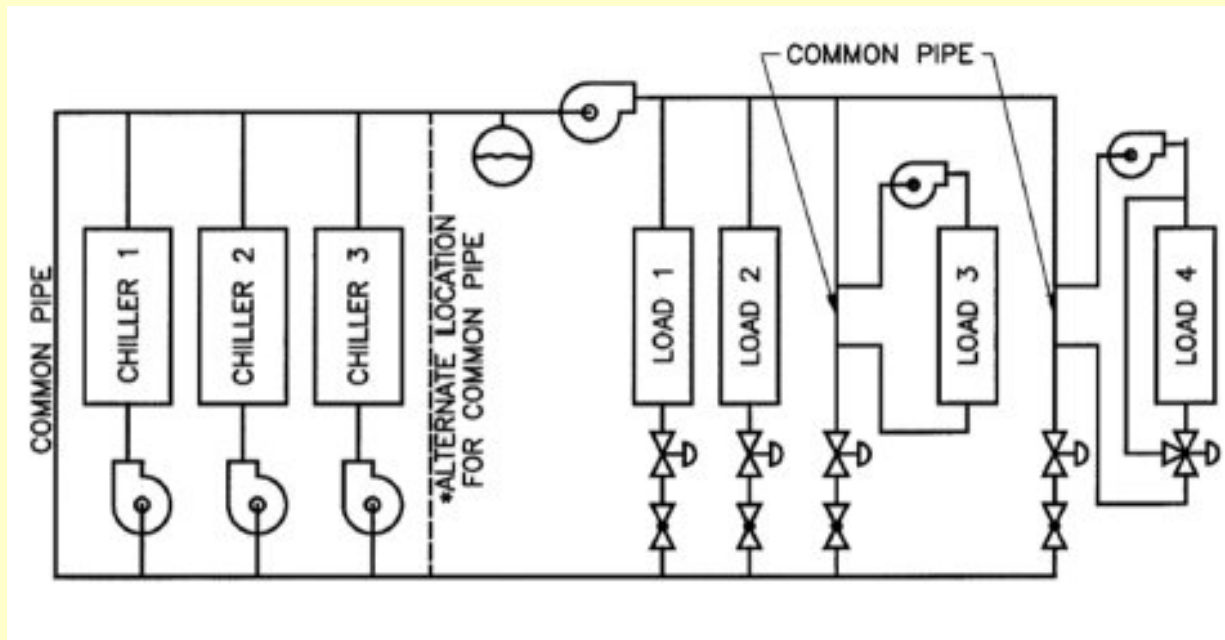 COMMON PIPE
COMMON PIPE
CHILLER 1
CHILLER 2
CHILLER 3
*ALTERNATE LOCATION
FOR COMMON PIPE
LOAD 1
LOAD 2
LOAD 3
LOAD 4